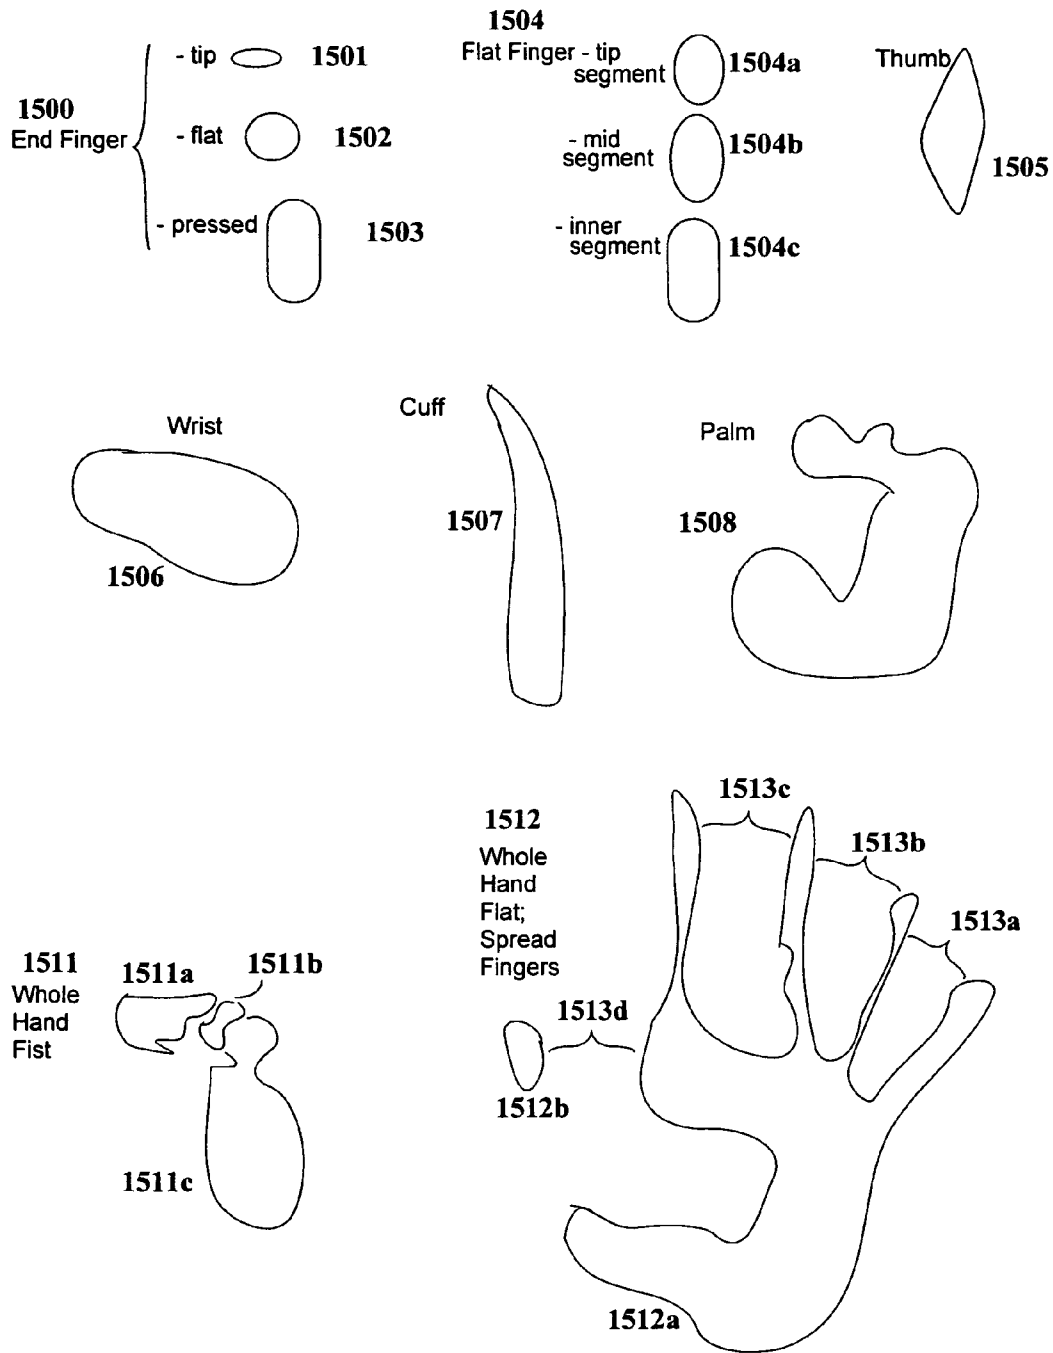 1500
End Finger
- tip
1501
- flat
1502
- pressed
1503
1504
Flat Finger - tip
segment
1504a
- mid
segment
1504b
- inner
segment
1504c
Thumb
1505
Wrist
1506
Cuff
1507
Palm
1508
1511
Whole
Hand
Fist
1511a
1511b
1511c
1512
Whole
Hand
Flat;
Spread
Fingers
1513c
1513b
1513a
1513d
1512b
1512a